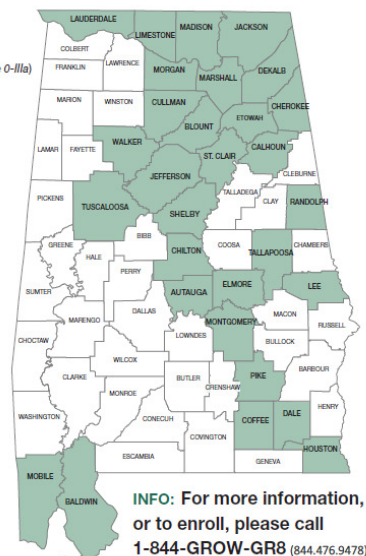 LAUDERDALE
LIMESTONE
MADISON
JACKSON
COLBERT
0-IIIa)
FRANKLIN
LAWRENCE
MORGAN
MARSHALL
DEKALB
MARION
WINSTON
CULLMAN
CHEROKEE
BLOUNT
ETOWAH
WALKER
LAMAR
FAYETTE
ST. CLAIR
CALHOUN
JEFFERSON
CLEBURNE
TALLADEGA
PICKENS
TUSCALOOSA
SHELBY
CLAY
RANDOLPH
BIBB
GREENE
HALE
CHILTON
COOSA
TALLAPOOSA
CHAMBERS
PERRY
SUMTER
AUTAUGA
ELMORE
LEE
MARENGO
DALLAS
MACON
MONTGOMERY
RUSSELL
CHOCTAW
LOWNDES
BULLOCK
WILCOX
CLARKE
BUTLER
CRENSHAW
PIKE
BARBOUR
MONROE
HENRY
WASHINGTON
CONECUH
COFFEE
DALE
COVINGTON
ESCAMBIA
GENEVA
HOUSTON
MOBILE
BALDWIN
INFO: For more information,
or to enroll, please call
1-844-GROW-GR8 (844.476.9478)